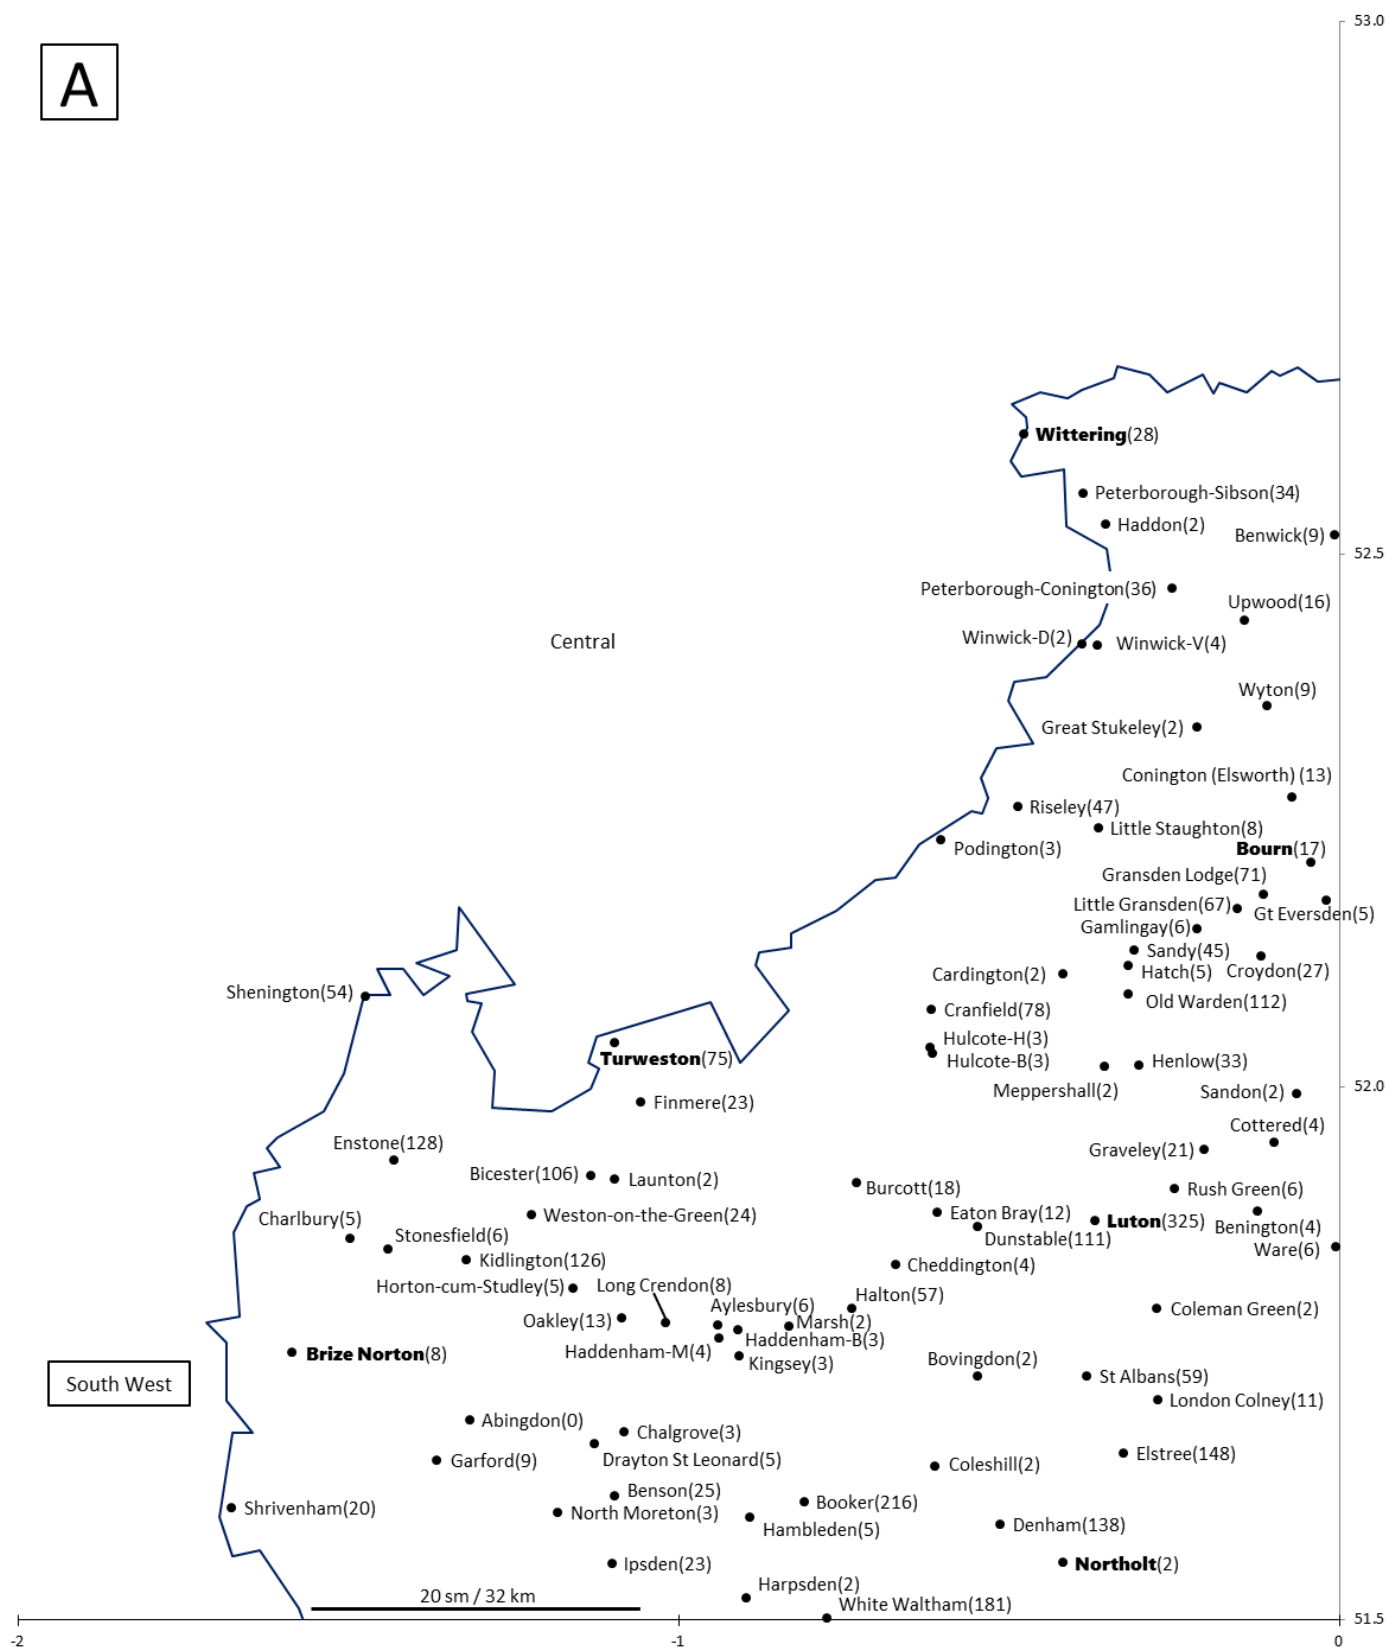 53.0
A
Wittering(28)
Peterborough-Sibson(34)
Haddon(2)
Benwick(9)
52.5
Peterborough-Conington(36)
Upwood(16)
Central
Winwick-D(2)
Winwick-V(4)
Wyton(9)
Great Stukeley(2)
Conington (Elsworth) (13)
Riseley(47)
Little Staughton(8)
Podington(3)
Bourn(17)
Gransden Lodge(71)
Little Gransden(67)
Gt Eversden(5)
Gamlingay(6)
Sandy(45)
Cardington(2)
Hatch(5)
Croydon(27)
Shenington(54)
Old Warden(112)
Cranfield(78)
Hulcote-H(3)
Turweston(75)
Hulcote-B(3)
Henlow(33)
Meppershall(2)
Sandon(2)
52.0
Finmere(23)
Cottered(4)
Enstone(128)
Graveley(21)
Bicester(106)
Launton(2)
Burcott(18)
Rush Green(6)
Charlbury(5)
Weston-on-the-Green(24)
Eaton Bray(12)
Luton(325)
Benington(4)
Stonesfield(6)
Dunstable(111)
Ware(6)
Kidlington(126)
Cheddington(4)
Horton-cum-Studley(5)
Long Crendon(8)
Halton(57)
Aylesbury(6)
Coleman Green(2)
Oakley(13)
Marsh(2)
Haddenham-B(3)
Haddenham-M(4)
Brize Norton(8)
Kingsey(3)
Bovingdon(2)
South West
St Albans(59)
London Colney(11)
Abingdon(0)
Chalgrove(3)
Garford(9)
Drayton St Leonard(5)
Elstree(148)
Coleshill(2)
Benson(25)
Shrivenham(20)
North Moreton(3)
Booker(216)
Hambleden(5)
Denham(138)
Ipsden(23)
Northolt(2)
Harpsden(2)
20 sm / 32 km
White Waltham(181)
51.5
-2
-1
0